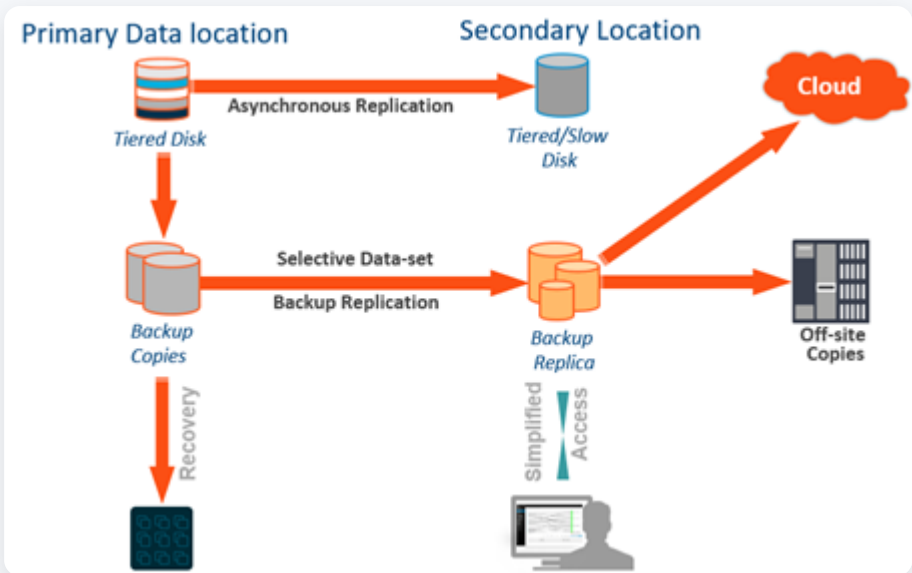 Primary Data location
Secondary Location
Cloud
Asynchronous Replication
Tiered Disk
Tiered/Slow
Disk
Selective Data-set
Backup Replication
Backup
Copies
Backup
Replica
Off-site
Copies
Recovery
Simplified
Access